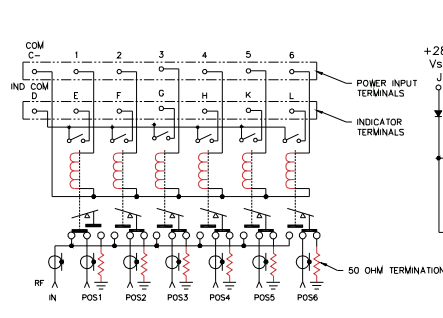 COM
C- 1 2 3 4 5 6
IND COM
D E F G H K L
POWER INPUT
TERMINALS
INDICATOR
TERMINALS
+28
Vs
J
50 OHM TERMINATION
RF
IN POS1 POS2 POS3 POS4 POS5 POS6